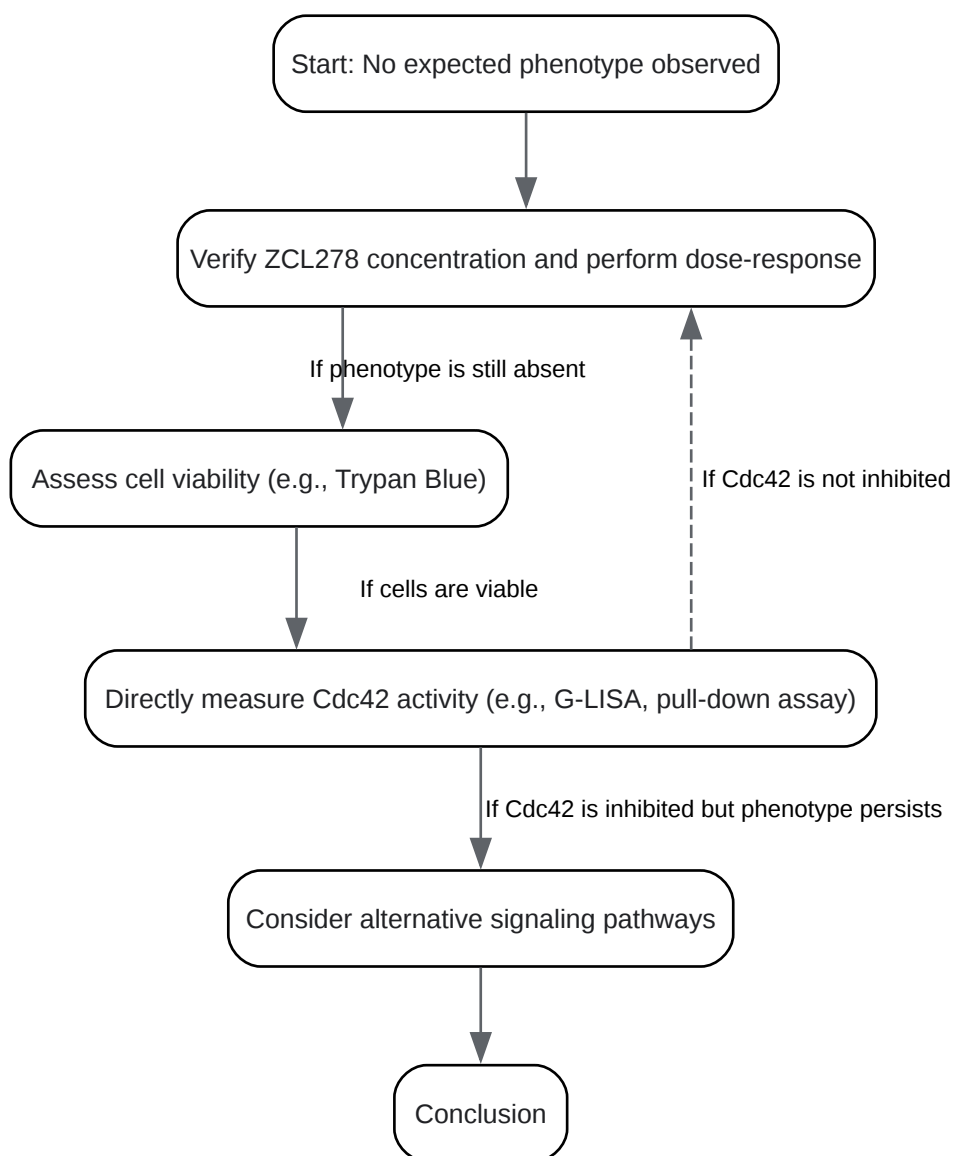 Start: No expected phenotype observed
Verify ZCL278 concentration and perform dose-response
If phenotype is still absent
Assess cell viability (e.g., Trypan Blue)
If Cdc42 is not inhibited
If cells are viable
Directly measure Cdc42 activity (e.g., G-LISA, pull-down assay)
If Cdc42 is inhibited but phenotype persists
Consider alternative signaling pathways
Conclusion